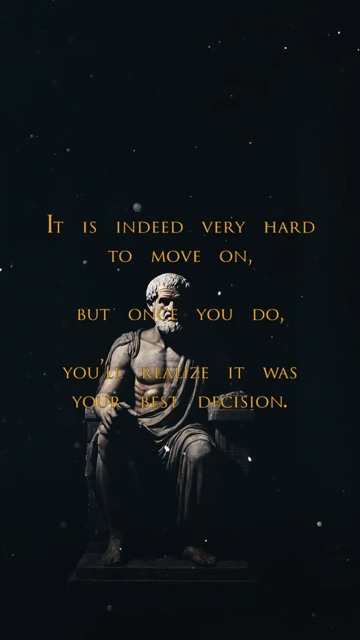 It is indeed very hard
to move on,
but once you do,
you'll realize it was
your best decision.